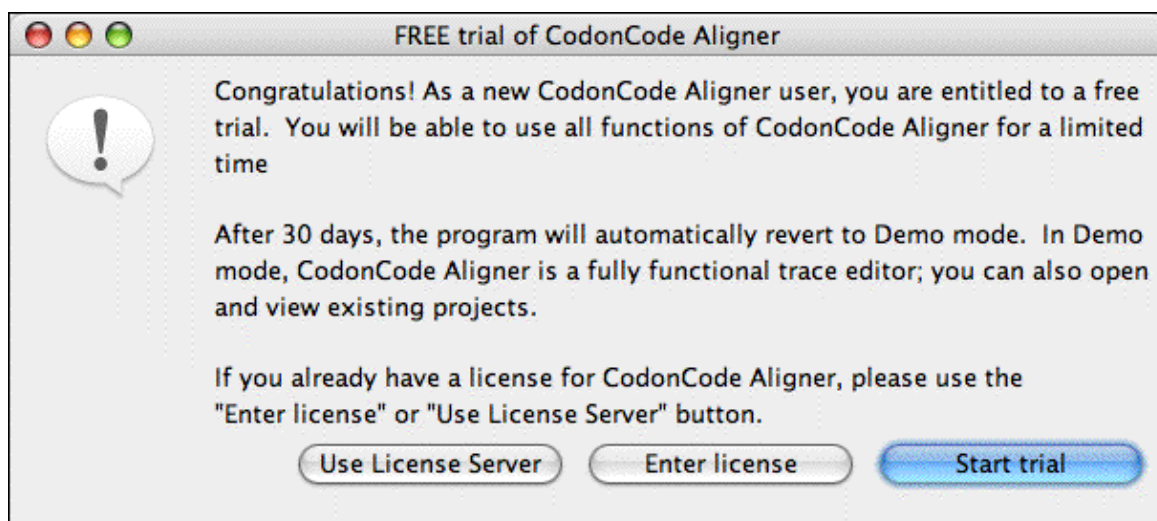 FREE trial of CodonCode Aligner
Congratulations! As a new CodonCode Aligner user, you are entitled to a free
trial.  You will be able to use all functions of CodonCode Aligner for a limited
time
After 30 days, the program will automatically revert to Demo mode.  In Demo
mode, CodonCode Aligner is a fully functional trace editor; you can also open
and view existing projects.
If you already have a license for CodonCode Aligner, please use the
"Enter license" or "Use License Server" button.
Use License Server Enter license Start trial